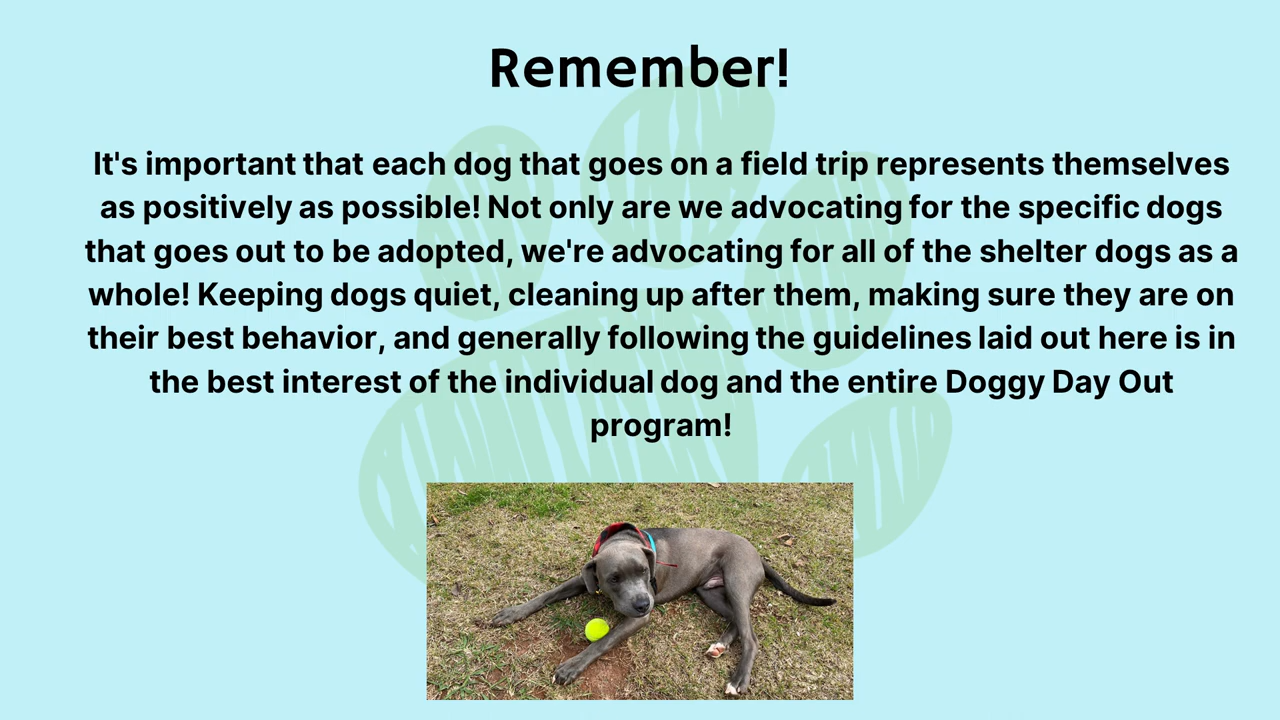 Remember!
It's important that each dog that goes on a field trip represents themselves
as positively as possible! Not only are we advocating for the specific dogs
that goes out to be adopted, we're advocating for all of the shelter dogs as a
whole! Keeping dogs quiet, cleaning up after them, making sure they are on
their best behavior, and generally following the guidelines laid out here is in
the best interest of the individual dog and the entire Doggy Day Out
program!